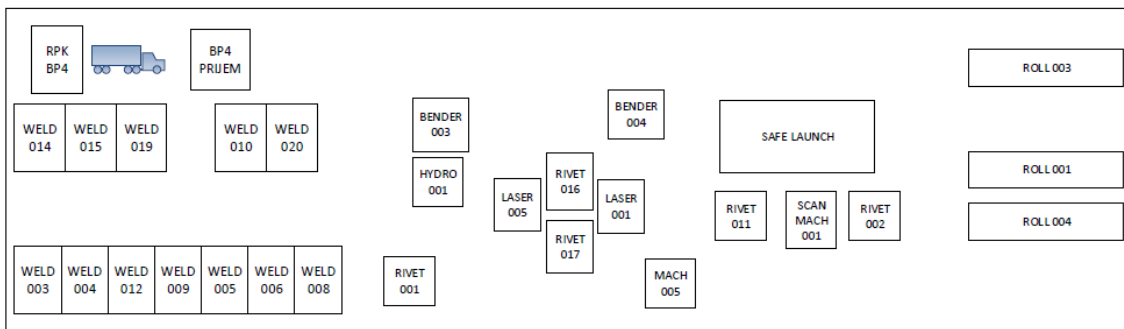 RPK
BP4
BP4
PRIJEM
ROLL 003
WELD
014
WELD
015
WELD
019
WELD
010
WELD
020
BENDER
003
BENDER
004
SAFE LAUNCH
HYDRO
001
LASER
005
RIVET
016
LASER
001
RIVET
017
ROLL 001
RIVET
011
SCAN
MACH
001
RIVET
002
ROLL 004
WELD
003
WELD
004
WELD
012
WELD
009
WELD
005
WELD
006
WELD
008
RIVET
001
MACH
005